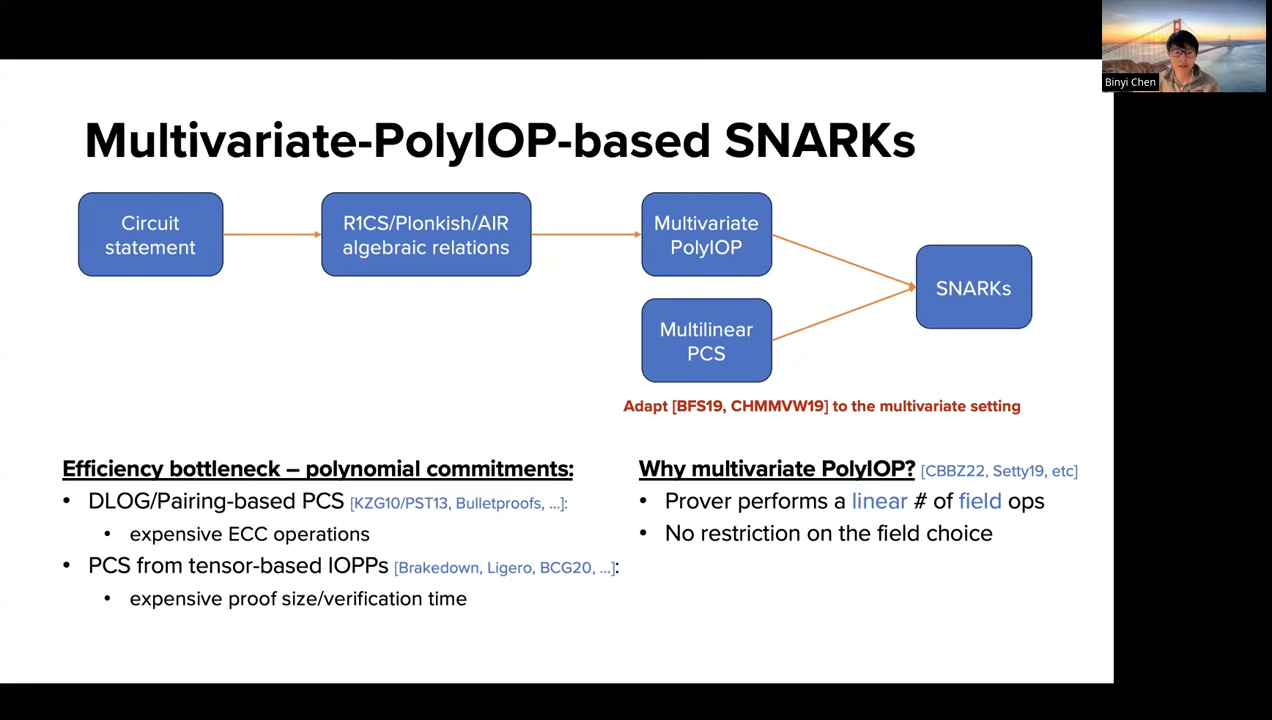 Binyi Chen
Multivariate-PolyIOP-based SNARKs
Circuit
statement
R1CS/Plonkish/AIR
algebraic relations
Multivariate
PolyIOP
Multilinear
PCS
SNARKs
Adapt [BFS19, CHMMVW19] to the multivariate setting
Efficiency bottleneck – polynomial commitments:
• DLOG/Pairing-based PCS [KZG10/PST13, Bulletproofs, ...]:
• expensive ECC operations
• PCS from tensor-based IOPPs [Brakedown, Ligero, BCG20, ...]:
• expensive proof size/verification time
Why multivariate PolyIOP? [CBBZ22, Setty19, etc]
• Prover performs a linear # of field ops
• No restriction on the field choice